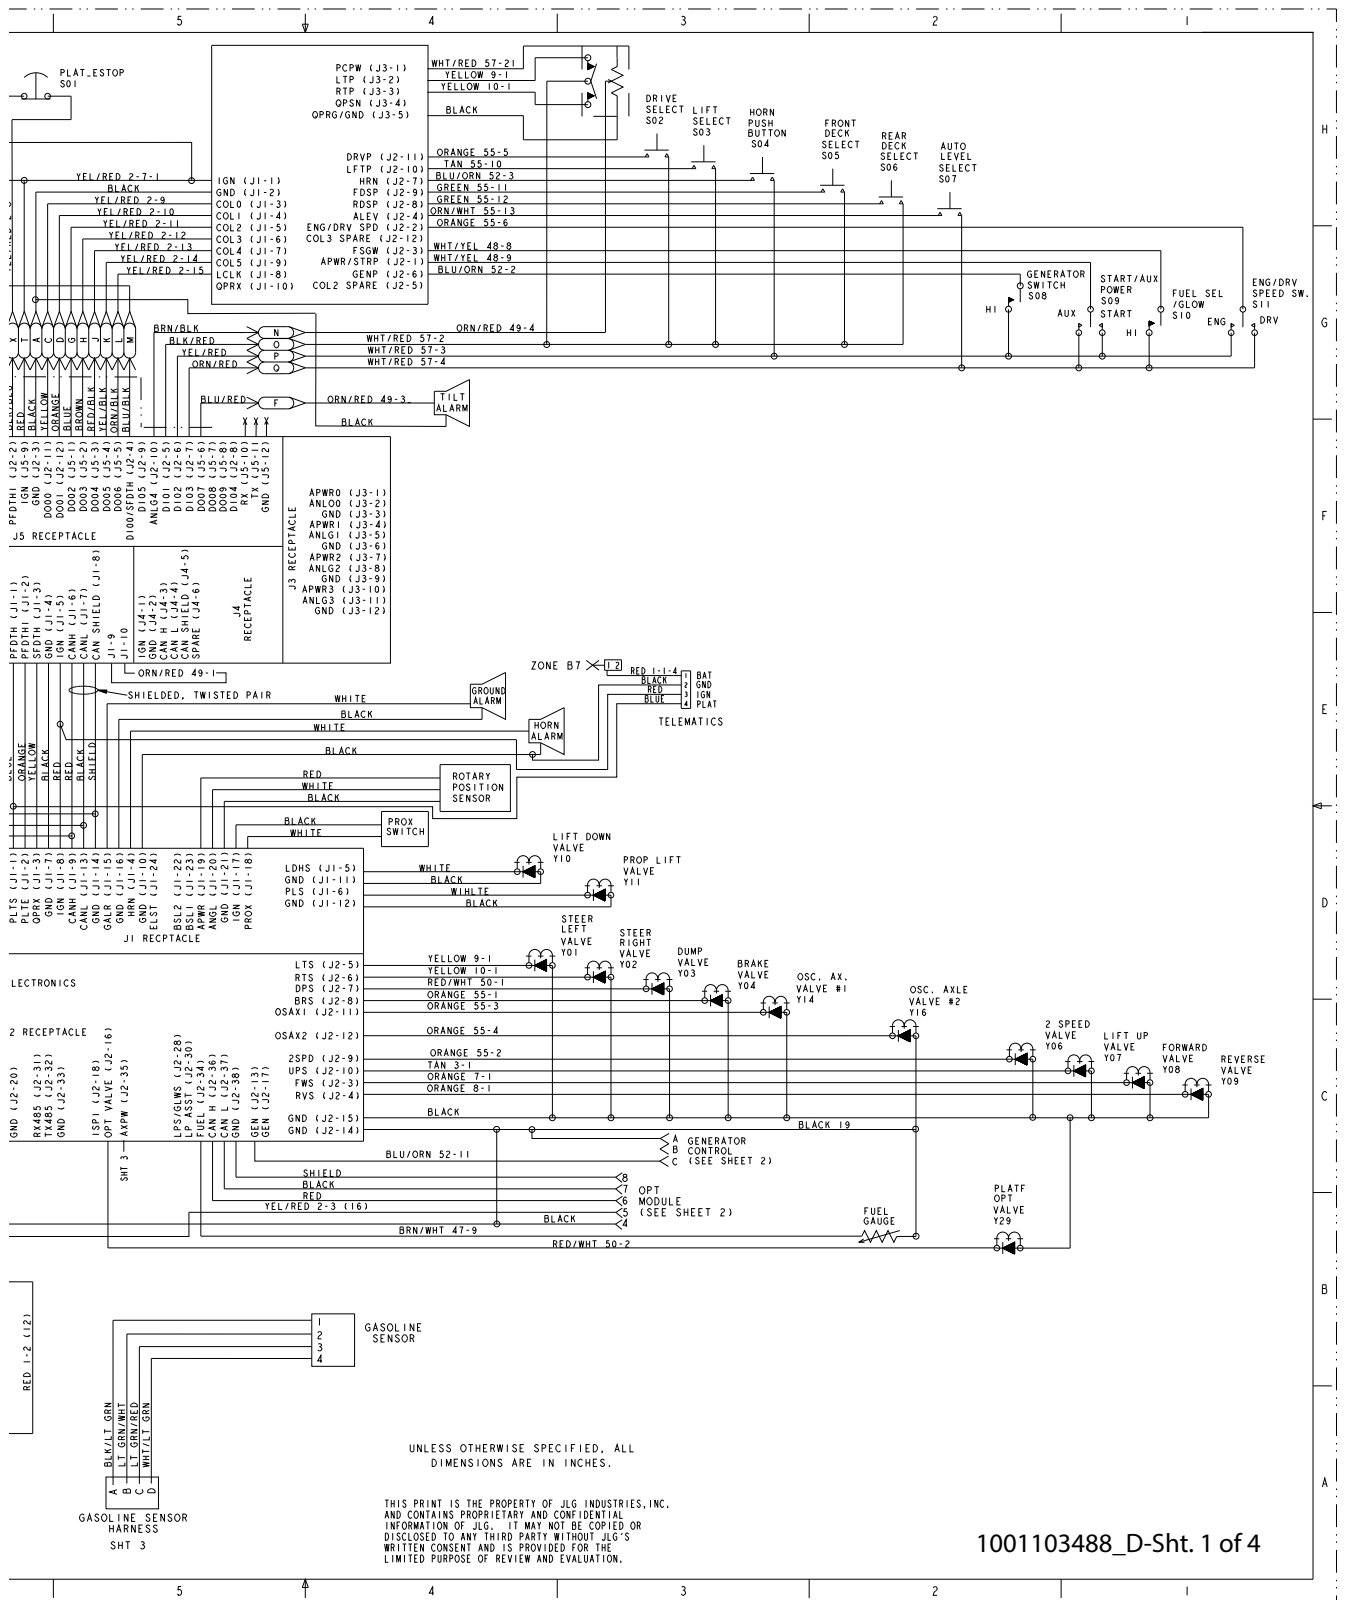 5
4
3
2
1
PLAT_ESTOP
S01
PCPW (J3-1)
LTP (J3-2)
RTP (J3-3)
QPSN (J3-4)
QPRG/GND (J3-5)
WHT/RED 57-21
YELLOW 9-1
YELLOW 10-1
BLACK
DRIVE
SELECT
S02
LIFT
SELECT
S03
HORN
PUSH
BUTTON
S04
FRONT
DECK
SELECT
S05
REAR
DECK
SELECT
S06
AUTO
LEVEL
SELECT
S07
H
DRVP (J2-11)
LFTP (J2-10)
HRN (J2-7)
FDSP (J2-9)
RDSP (J2-8)
ALEV (J2-4)
ENG/DRV SPD (J2-2)
COL3 SPARE (J2-12)
FSGW (J2-3)
APWR/STRP (J2-1)
GENP (J2-6)
COL2 SPARE (J2-5)
ORANGE 55-5
TAN 55-10
BLU/ORN 52-3
GREEN 55-11
GREEN 55-12
ORN/WHT 55-13
ORANGE 55-6
WHT/YEL 48-8
WHT/YEL 48-9
BLU/ORN 52-2
YEL/RED 2-7-1
BLACK
YEL/RED 2-9
YEL/RED 2-10
YEL/RED 2-11
YEL/RED 2-12
YEL/RED 2-13
YEL/RED 2-14
YEL/RED 2-15
IGN (J1-1)
GND (J1-2)
COL0 (J1-3)
COL1 (J1-4)
COL2 (J1-5)
COL3 (J1-6)
COL4 (J1-7)
COL5 (J1-9)
LCLK (J1-8)
QPRX (J1-10)
GENERATOR
SWITCH
S08
HI
START/AUX
POWER
S09
AUX
START
FUEL SEL
/GLOW
S10
HI
ENG/DRV
SPEED SW.
S11
ENG
DRV
G
X
T
A
C
D
G
H
J
K
L
M
BRN/BLK
BLK/RED
YEL/RED
ORN/RED
N
O
P
Q
ORN/RED 49-4
WHT/RED 57-2
WHT/RED 57-3
WHT/RED 57-4
BLU/RED
F
ORN/RED 49-3
BLACK
TILT
ALARM
RED
BLACK
YELLOW
ORANGE
BLUE
BROWN
RED/BLK
YEL/BLK
ORN/BLK
BLU/BLK
X X X
PFDTH1 (J2-2)
IGN (J5-9)
GND (J2-3)
DO00 (J2-11)
DO01 (J2-12)
DO02 (J5-1)
DO03 (J5-2)
DO04 (J5-3)
DO05 (J5-4)
DO06 (J5-5)
DI00/SFDTH (J2-4)
DI05 (J2-9)
ANLG4 (J2-10)
DI01 (J2-5)
DI02 (J2-6)
DI03 (J2-7)
DO07 (J5-6)
DO08 (J5-7)
DO09 (J5-8)
DI04 (J2-8)
RX (J5-10)
TX (J5-11)
GND (J5-12)
J5 RECEPTACLE
J3 RECEPTACLE
APWR0 (J3-1)
ANLO0 (J3-2)
GND (J3-3)
APWR1 (J3-4)
ANLG1 (J3-5)
GND (J3-6)
APWR2 (J3-7)
ANLG2 (J3-8)
GND (J3-9)
APWR3 (J3-10)
ANLG3 (J3-11)
GND (J3-12)
F
PFDTH (J1-1)
PFDTH1 (J1-2)
SFDTH (J1-3)
GND (J1-4)
IGN (J1-5)
CANH (J1-6)
CANL (J1-7)
CAN SHIELD (J1-8)
J1-9
J1-10
IGN (J4-1)
GND (J4-2)
CAN H (J4-3)
CAN L (J4-4)
CAN SHIELD (J4-5)
SPARE (J4-6)
J4
RECEPTACLE
ORN/RED 49-1
SHIELDED, TWISTED PAIR
WHITE
BLACK
GROUND
ALARM
WHITE
HORN
ALARM
BLACK
ZONE B7
1 2
RED 1-1-4
BLACK
RED
BLUE
1 BAT
2 GND
3 IGN
4 PLAT
TELEMATICS
E
ORANGE
YELLOW
BLACK
RED
RED
BLACK
SHIELD
RED
WHITE
BLACK
ROTARY
POSITION
SENSOR
BLACK
WHITE
PROX
SWITCH
PLTS (J1-1)
PLTE (J1-2)
QPRX (J1-3)
GND (J1-7)
IGN (J1-8)
CANH (J1-9)
CANL (J1-13)
GND (J1-14)
GALR (J1-15)
GND (J1-16)
HRN (J1-4)
GND (J1-10)
ELST (J1-24)
BSL2 (J1-22)
BSL1 (J1-23)
APWR (J1-19)
ANGL (J1-20)
GND (J1-21)
IGN (J1-17)
PROX (J1-18)
J1 RECPTACLE
LDHS (J1-5)
GND (J1-11)
PLS (J1-6)
GND (J1-12)
WHITE
BLACK
WIHLTE
BLACK
LIFT DOWN
VALVE
Y10
PROP LIFT
VALVE
Y11
D
STEER
LEFT
VALVE
Y01
STEER
RIGHT
VALVE
Y02
DUMP
VALVE
Y03
BRAKE
VALVE
Y04
OSC. AX.
VALVE #1
Y14
OSC. AXLE
VALVE #2
Y16
2 SPEED
VALVE
Y06
LIFT UP
VALVE
Y07
FORWARD
VALVE
Y08
REVERSE
VALVE
Y09
LECTRONICS
2 RECEPTACLE
LTS (J2-5)
RTS (J2-6)
DPS (J2-7)
BRS (J2-8)
OSAX1 (J2-11)
OSAX2 (J2-12)
2SPD (J2-9)
UPS (J2-10)
FWS (J2-3)
RVS (J2-4)
GND (J2-15)
GND (J2-14)
YELLOW 9-1
YELLOW 10-1
RED/WHT 50-1
ORANGE 55-1
ORANGE 55-3
ORANGE 55-4
ORANGE 55-2
TAN 3-1
ORANGE 7-1
ORANGE 8-1
BLACK
BLACK 19
C
GND (J2-20)
RX485 (J2-31)
TX485 (J2-32)
GND (J2-33)
ISP1 (J2-18)
OPT VALVE (J2-16)
AXPW (J2-35)
SHT 3
LPS/GLWS (J2-28)
LP ASST (J2-30)
FUEL (J2-34)
CAN H (J2-36)
CAN L (J2-37)
GND (J2-38)
GEN (J2-13)
GEN (J2-17)
BLU/ORN 52-11
A GENERATOR
B CONTROL
C (SEE SHEET 2)
SHIELD
BLACK
RED
YEL/RED 2-3 (16)
BLACK
8
7 OPT
6 MODULE
5 (SEE SHEET 2)
4
BRN/WHT 47-9
RED/WHT 50-2
FUEL
GAUGE
PLATF
OPT
VALVE
Y29
B
RED 1-2 (12)
1
2
3
4
GASOLINE
SENSOR
BLK/LT GRN
LT GRN/WHT
LT GRN/RED
WHT/LT GRN
A
B
C
D
GASOLINE SENSOR
HARNESS
SHT 3
UNLESS OTHERWISE SPECIFIED, ALL
DIMENSIONS ARE IN INCHES.
A
THIS PRINT IS THE PROPERTY OF JLG INDUSTRIES,INC.
AND CONTAINS PROPRIETARY AND CONFIDENTIAL
INFORMATION OF JLG. IT MAY NOT BE COPIED OR
DISCLOSED TO ANY THIRD PARTY WITHOUT JLG'S
WRITTEN CONSENT AND IS PROVIDED FOR THE
LIMITED PURPOSE OF REVIEW AND EVALUATION.
1001103488_D-Sht. 1 of 4
5
4
3
2
1